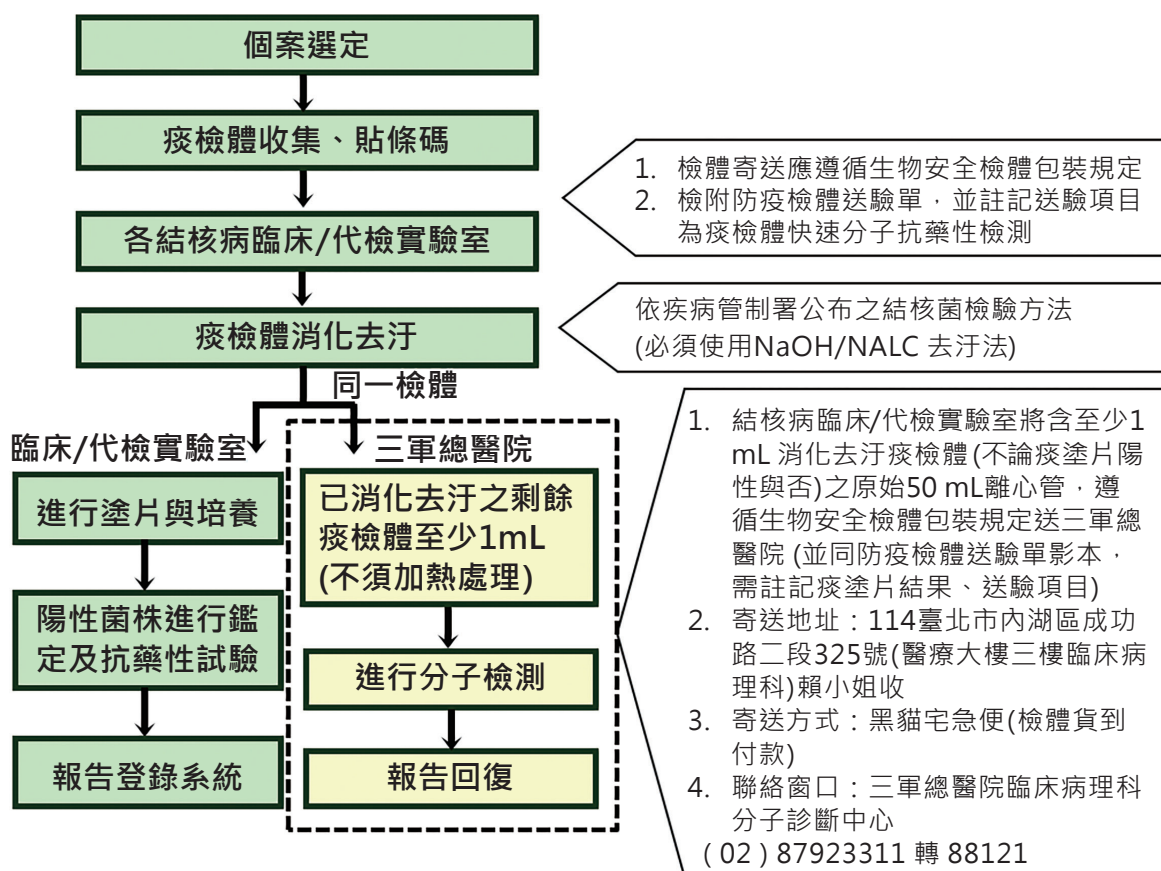 個案選定
痰檢體收集、貼條碼
各結核病臨床/代檢實驗室
痰檢體消化去汙
同一檢體
1. 檢體寄送應遵循生物安全檢體包裝規定
2. 檢附防疫檢體送驗單，並註記送驗項目
為痰檢體快速分子抗藥性檢測
依疾病管制署公布之結核菌檢驗方法
(必須使用NaOH/NALC 去汙法)
臨床/代檢實驗室
進行塗片與培養
陽性菌株進行鑑
定及抗藥性試驗
報告登錄系統
三軍總醫院
已消化去汙之剩餘
痰檢體至少1mL
(不須加熱處理)
進行分子檢測
報告回復
1. 結核病臨床/代檢實驗室將含至少1
mL 消化去汙痰檢體(不論痰塗片陽
性與否)之原始50 mL離心管，遵
循生物安全檢體包裝規定送三軍總
醫院 (並同防疫檢體送驗單影本，
需註記痰塗片結果、送驗項目)
2. 寄送地址：114臺北市內湖區成功
路二段325號(醫療大樓三樓臨床病
理科)賴小姐收
3. 寄送方式：黑貓宅急便(檢體貨到
付款)
4. 聯絡窗口：三軍總醫院臨床病理科
分子診斷中心
( 02 ) 87923311 轉 88121